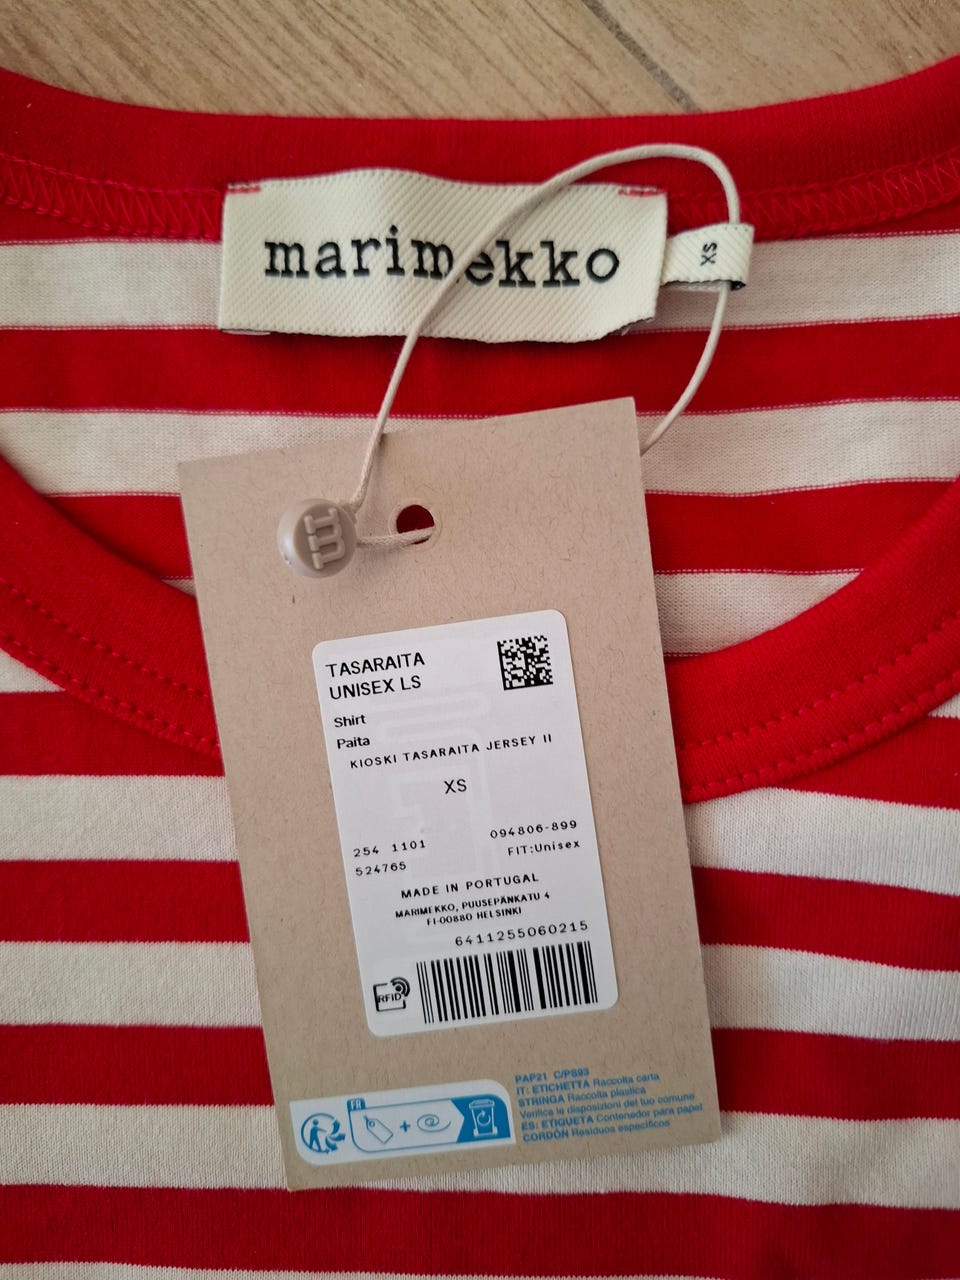 marimekko
XS
TASARAITA
UNISEX LS
Shirt
Paita
KIOSKI TASARAITA JERSEY II
XS
254 1101
094806-899
524765
FIT:Unisex
MADE IN PORTUGAL
MARIMEKKO, PUUSEPÄNKATU 4
FI-00880 HELSINKI
6411255060215
RFID
FR
+
PAP21 C/PS93
IT: ETICHETTA Raccolta carta
STRINGA Raccolta plastica
Verifica le disposizioni del tuo comune
ES: ETIQUETA Contenedor para papel
CORDÓN Residuos específicos